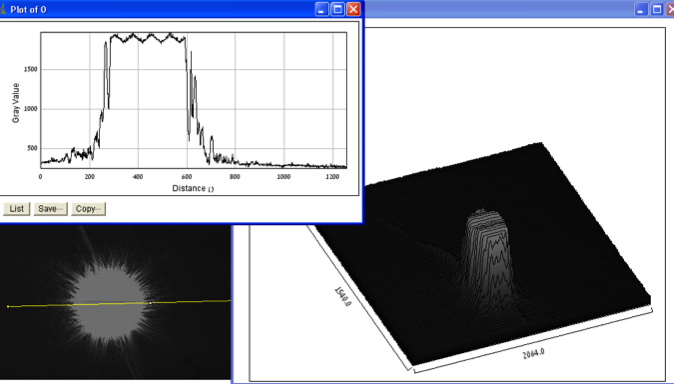 Plot of 0
Gray Value
1500
1000
500
0
200
400
600
800
1000
1200
Distance ()
List
Save...
Copy...
1540.0
2064.0